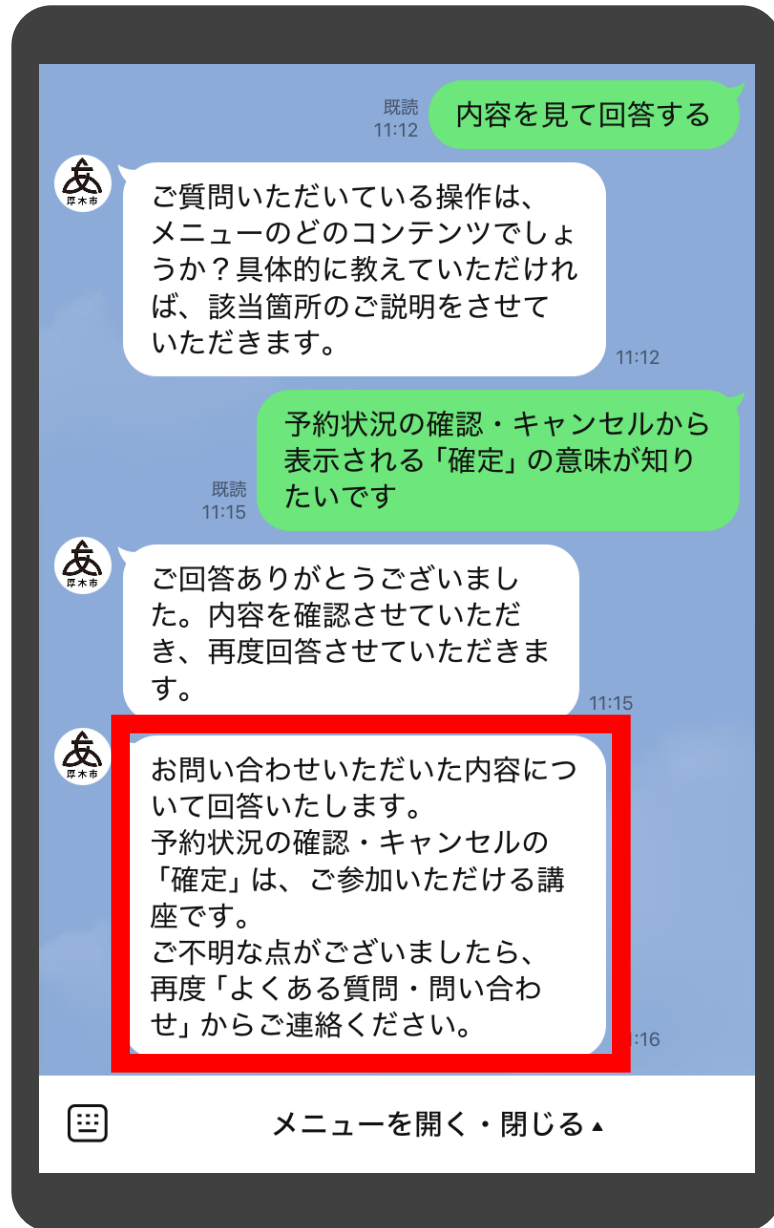 既読
11:12
内容を見て回答する
厚木市
ご質問いただいている操作は、
メニューのどのコンテンツでしょ
うか？具体的に教えていただけれ
ば、該当箇所のご説明をさせて
いただきます。
11:12
予約状況の確認・キャンセルから
表示される「確定」の意味が知り
たいです
既読
11:15
厚木市
ご回答ありがとうございまし
た。内容を確認させていただ
き、再度回答させていただきま
す。
11:15
厚木市
お問い合わせいただいた内容につ
いて回答いたします。
予約状況の確認・キャンセルの
「確定」は、ご参加いただける講
座です。
ご不明な点がございましたら、
再度「よくある質問・問い合わ
せ」からご連絡ください。
:16
メニューを開く・閉じる▲